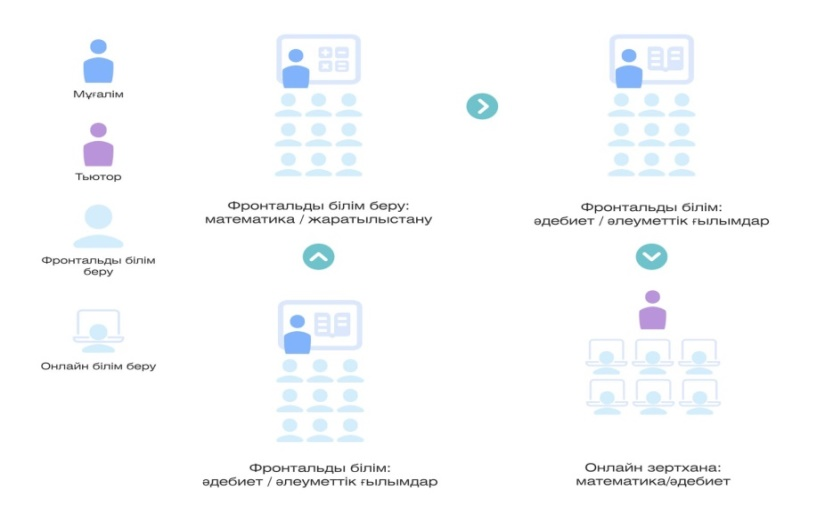 Мұғалім
Тьютор
Фронтальды білім
беру
Онлайн білім беру
Фронтальды білім беру:
математика / жаратылыстану
Фронтальды білім:
әдебиет / әлеуметтік ғылымдар
Фронтальды білім:
әдебиет / әлеуметтік ғылымдар
Онлайн зертхана:
математика/әдебиет